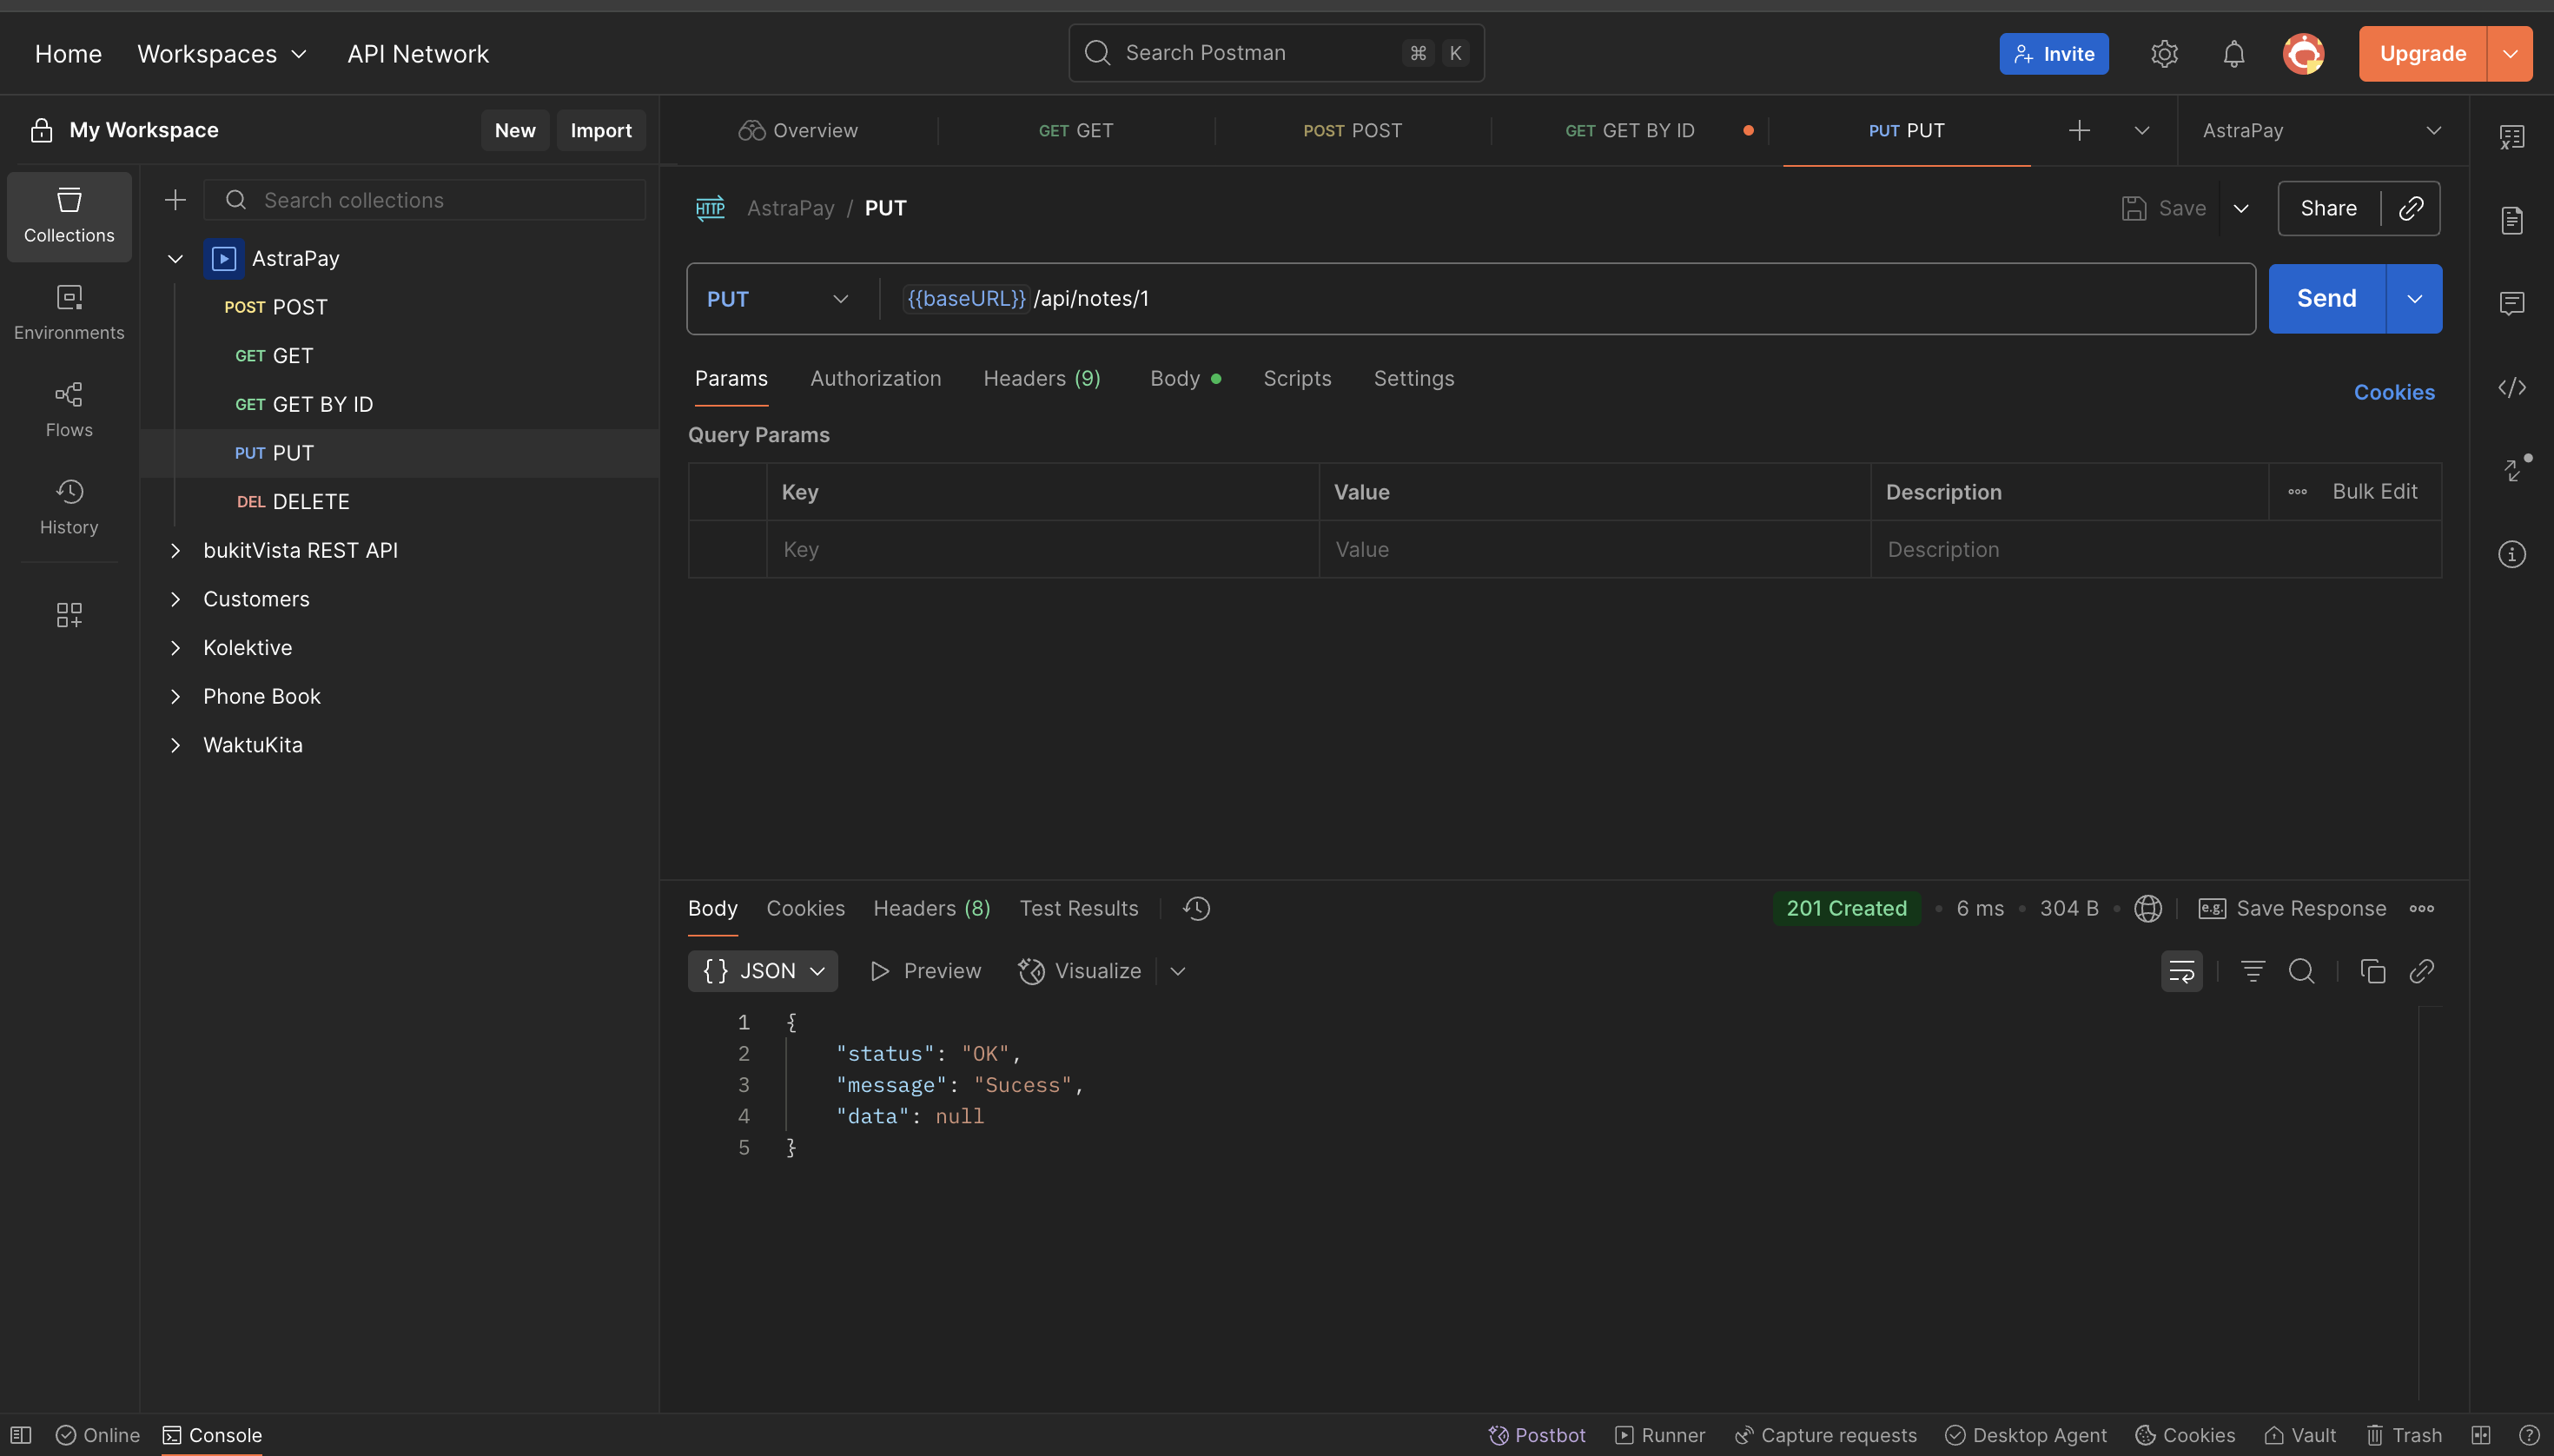 Home Workspaces API Network Search Postman ⌘ K Invite Upgrade
My Workspace New Import
Overview GET GET POST POST GET GET BY ID PUT PUT AstraPay
Collections
Environments
Flows
History
Search collections
AstraPay
POST POST
GET GET
GET GET BY ID
PUT PUT
DEL DELETE
bukitVista REST API
Customers
Kolektive
Phone Book
WaktuKita
HTTP AstraPay / PUT Save Share
PUT {{baseURL}} /api/notes/1 Send
Params Authorization Headers (9) Body Scripts Settings Cookies
Query Params
Key Value Description Bulk Edit
Key Value Description
Body Cookies Headers (8) Test Results 201 Created 6 ms 304 B e.g. Save Response
{ } JSON Preview Visualize
1 {
2 "status": "OK",
3 "message": "Sucess",
4 "data": null
5 }
Online Console Postbot Runner Capture requests Desktop Agent Cookies Vault Trash